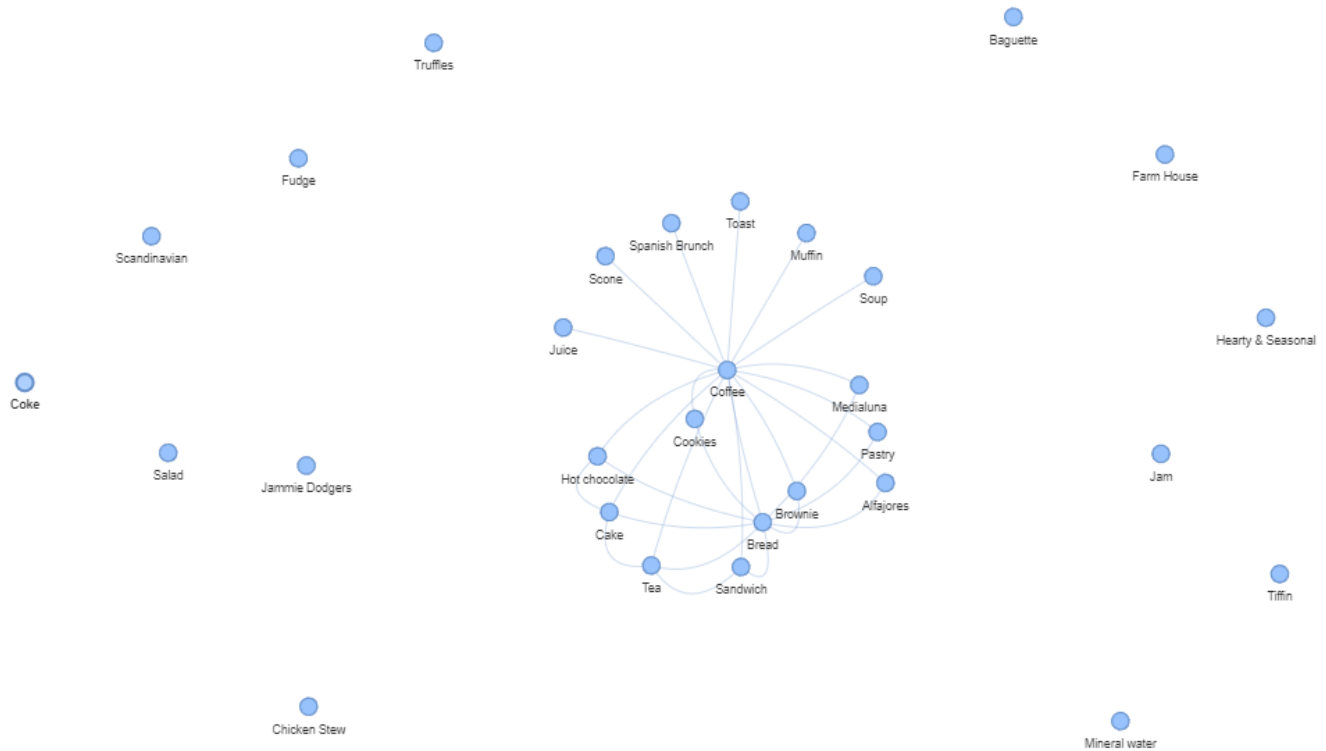 Baguette
Truffles
Farm House
Fudge
Toast
Spanish Brunch
Muffin
Scandinavian
Scone
Soup
Hearty & Seasonal
Juice
Coffee
Coke
Medialuna
Cookies
Pastry
Salad
Jam
Hot chocolate
Jammie Dodgers
Alfajores
Brownie
Cake
Bread
Tea
Sandwich
Tiffin
Chicken Stew
Mineral water